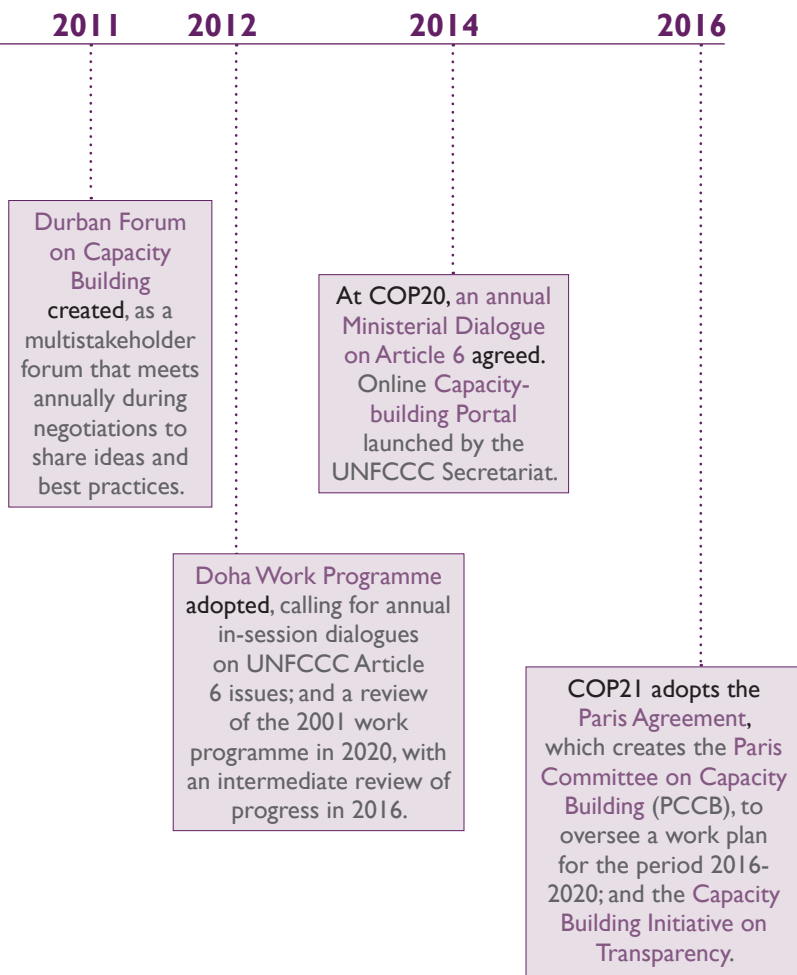 2011 2012 2014 2016
Durban Forum
on Capacity
Building
created, as a
multistakeholder
forum that meets
annually during
negotiations to
share ideas and
best practices.
At COP20, an annual
Ministerial Dialogue
on Article 6 agreed.
Online Capacity-
building Portal
launched by the
UNFCCC Secretariat.
Doha Work Programme
adopted, calling for annual
in-session dialogues
on UNFCCC Article
6 issues; and a review
of the 2001 work
programme in 2020, with
an intermediate review of
progress in 2016.
COP21 adopts the
Paris Agreement,
which creates the Paris
Committee on Capacity
Building (PCCB), to
oversee a work plan
for the period 2016-
2020; and the Capacity
Building Initiative on
Transparency.